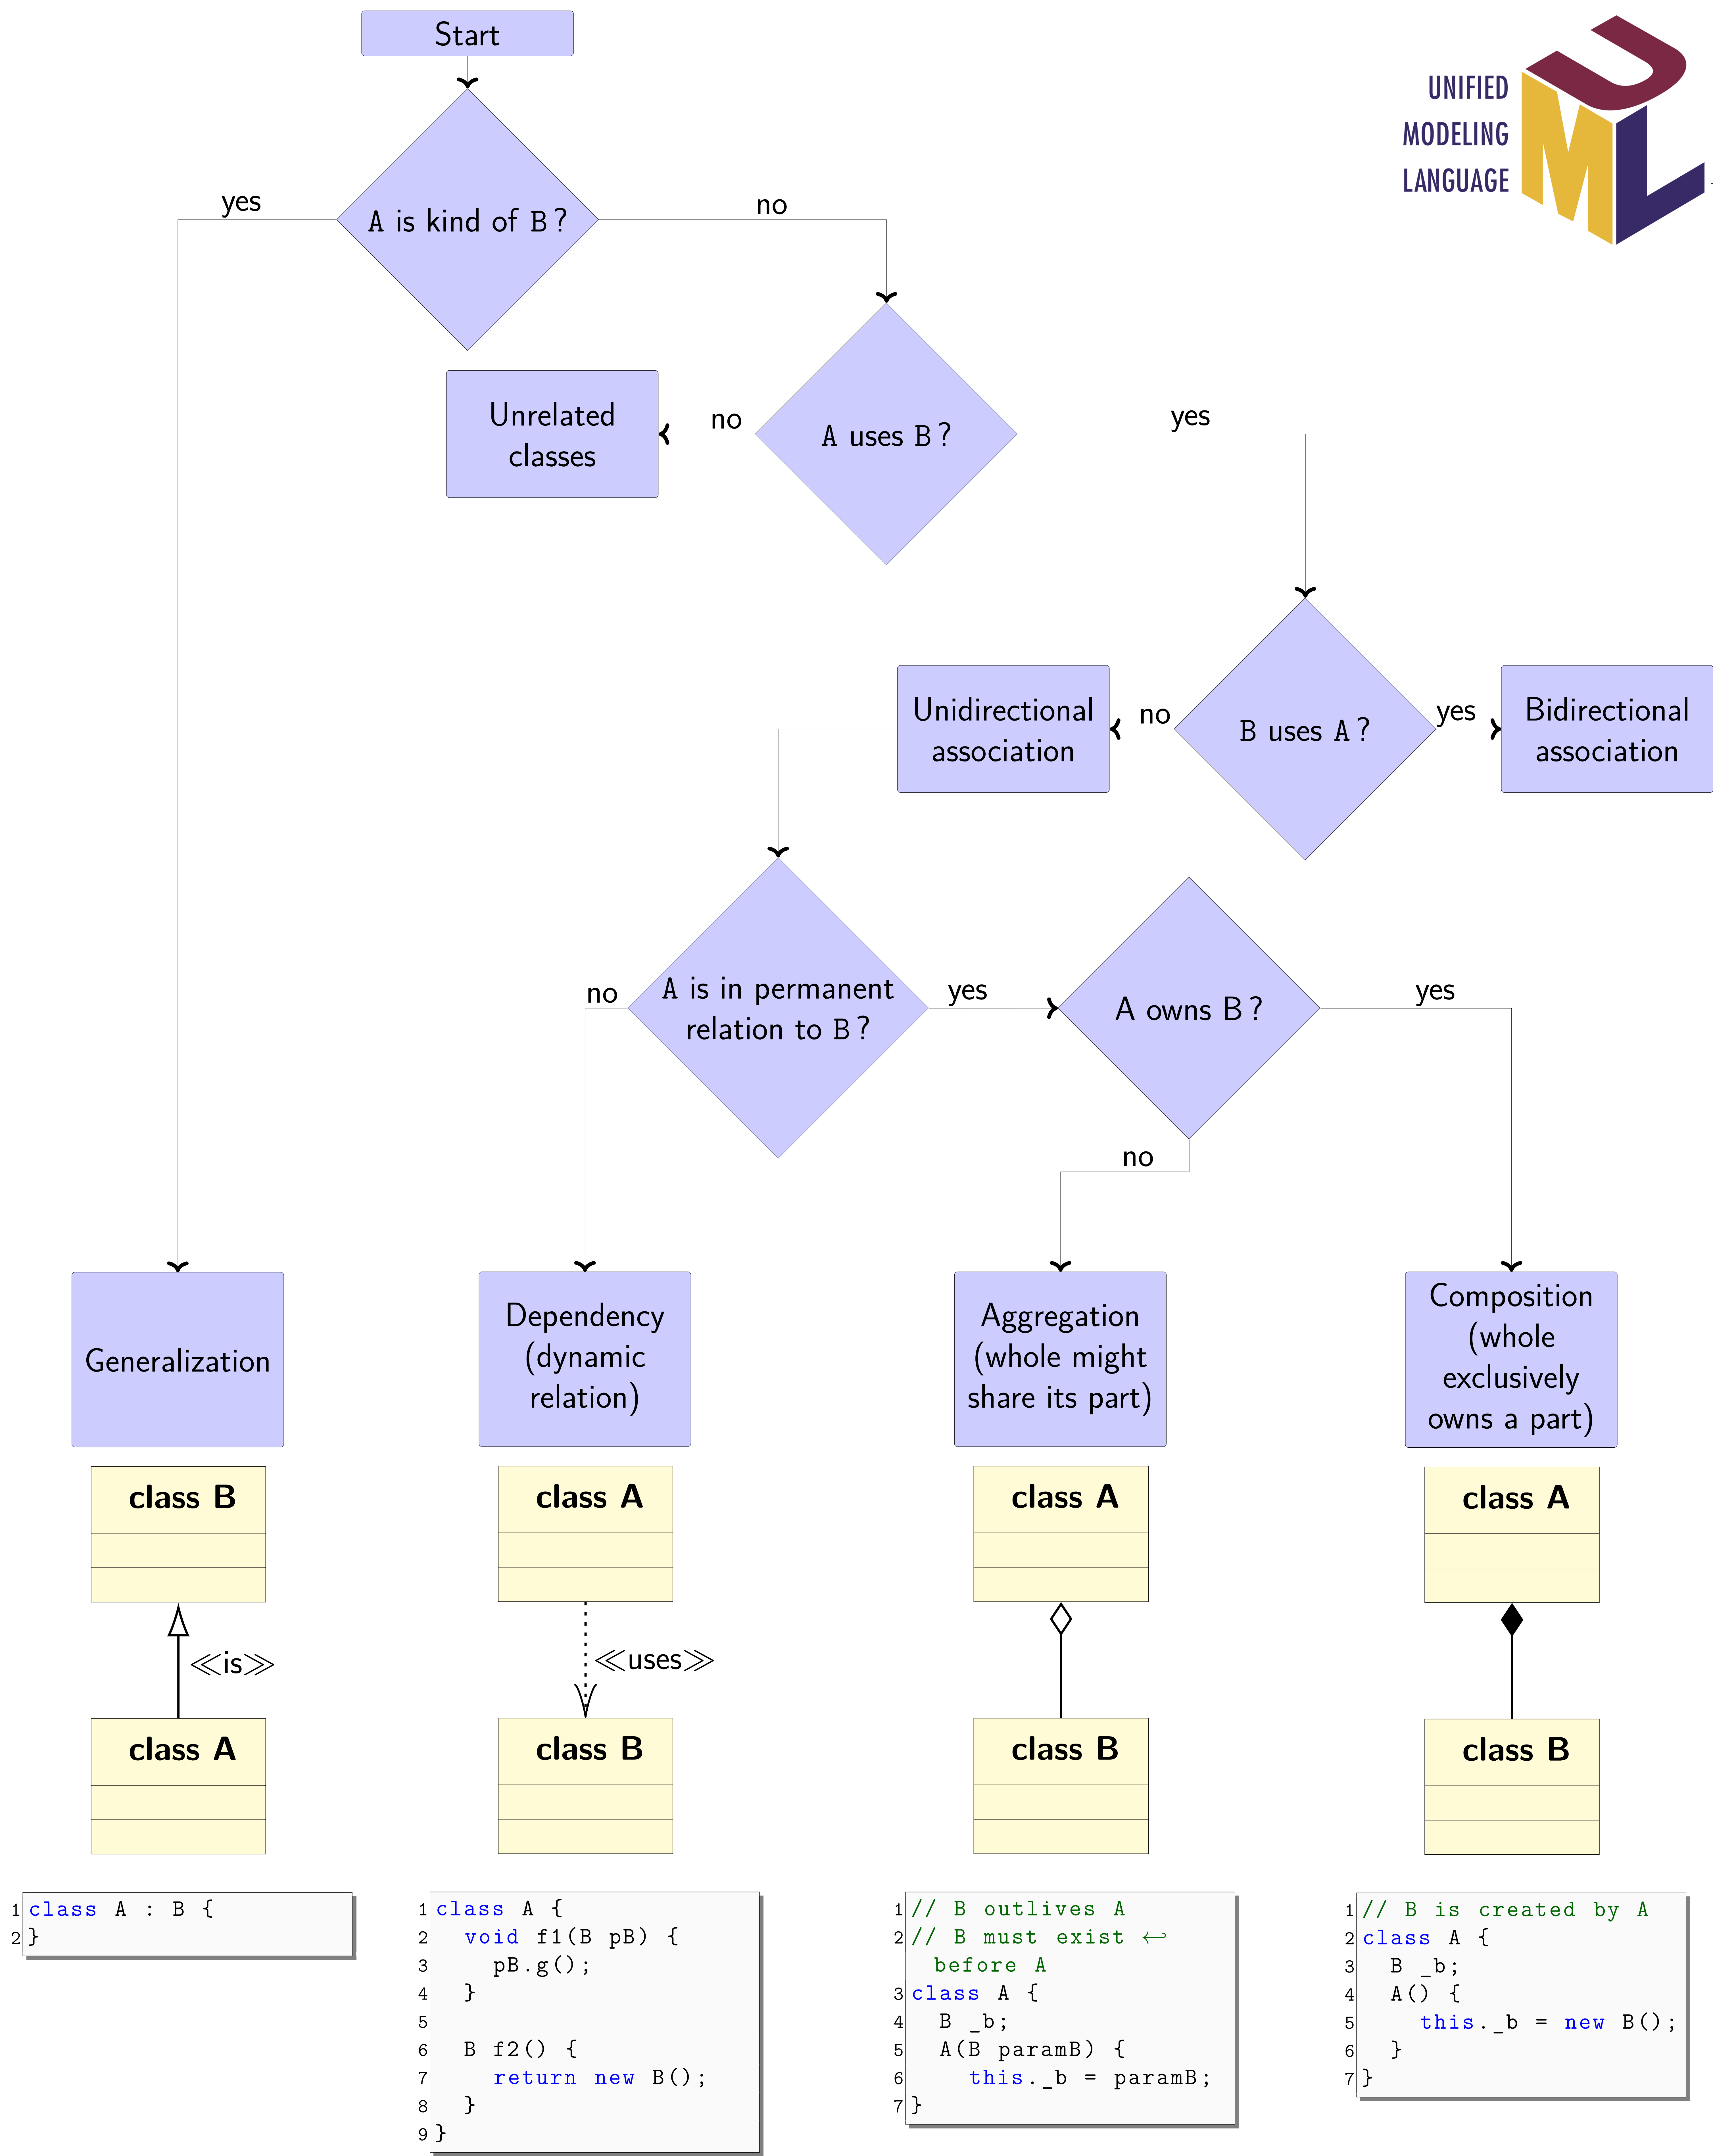 Start
UNIFIED
MODELING
LANGUAGE
UML
yes
A is kind of B?
no
Unrelated
classes
no
A uses B?
yes
Unidirectional
association
no
B uses A?
yes
Bidirectional
association
no
A is in permanent
relation to B?
yes
A owns B?
yes
no
Generalization
Dependency
(dynamic
relation)
Aggregation
(whole might
share its part)
Composition
(whole
exclusively
owns a part)
class B
≪is≫
class A
class A
≪uses≫
class B
class A
class B
class A
class B
1 class A : B {
2 }
1 class A {
2   void f1(B pB) {
3     pB.g();
4   }
5
6   B f2() {
7     return new B();
8   }
9 }
1 // B outlives A
2 // B must exist ↩
before A
3 class A {
4   B _b;
5   A(B paramB) {
6     this._b = paramB;
7 }
1 // B is created by A
2 class A {
3   B _b;
4   A() {
5     this._b = new B();
6   }
7 }